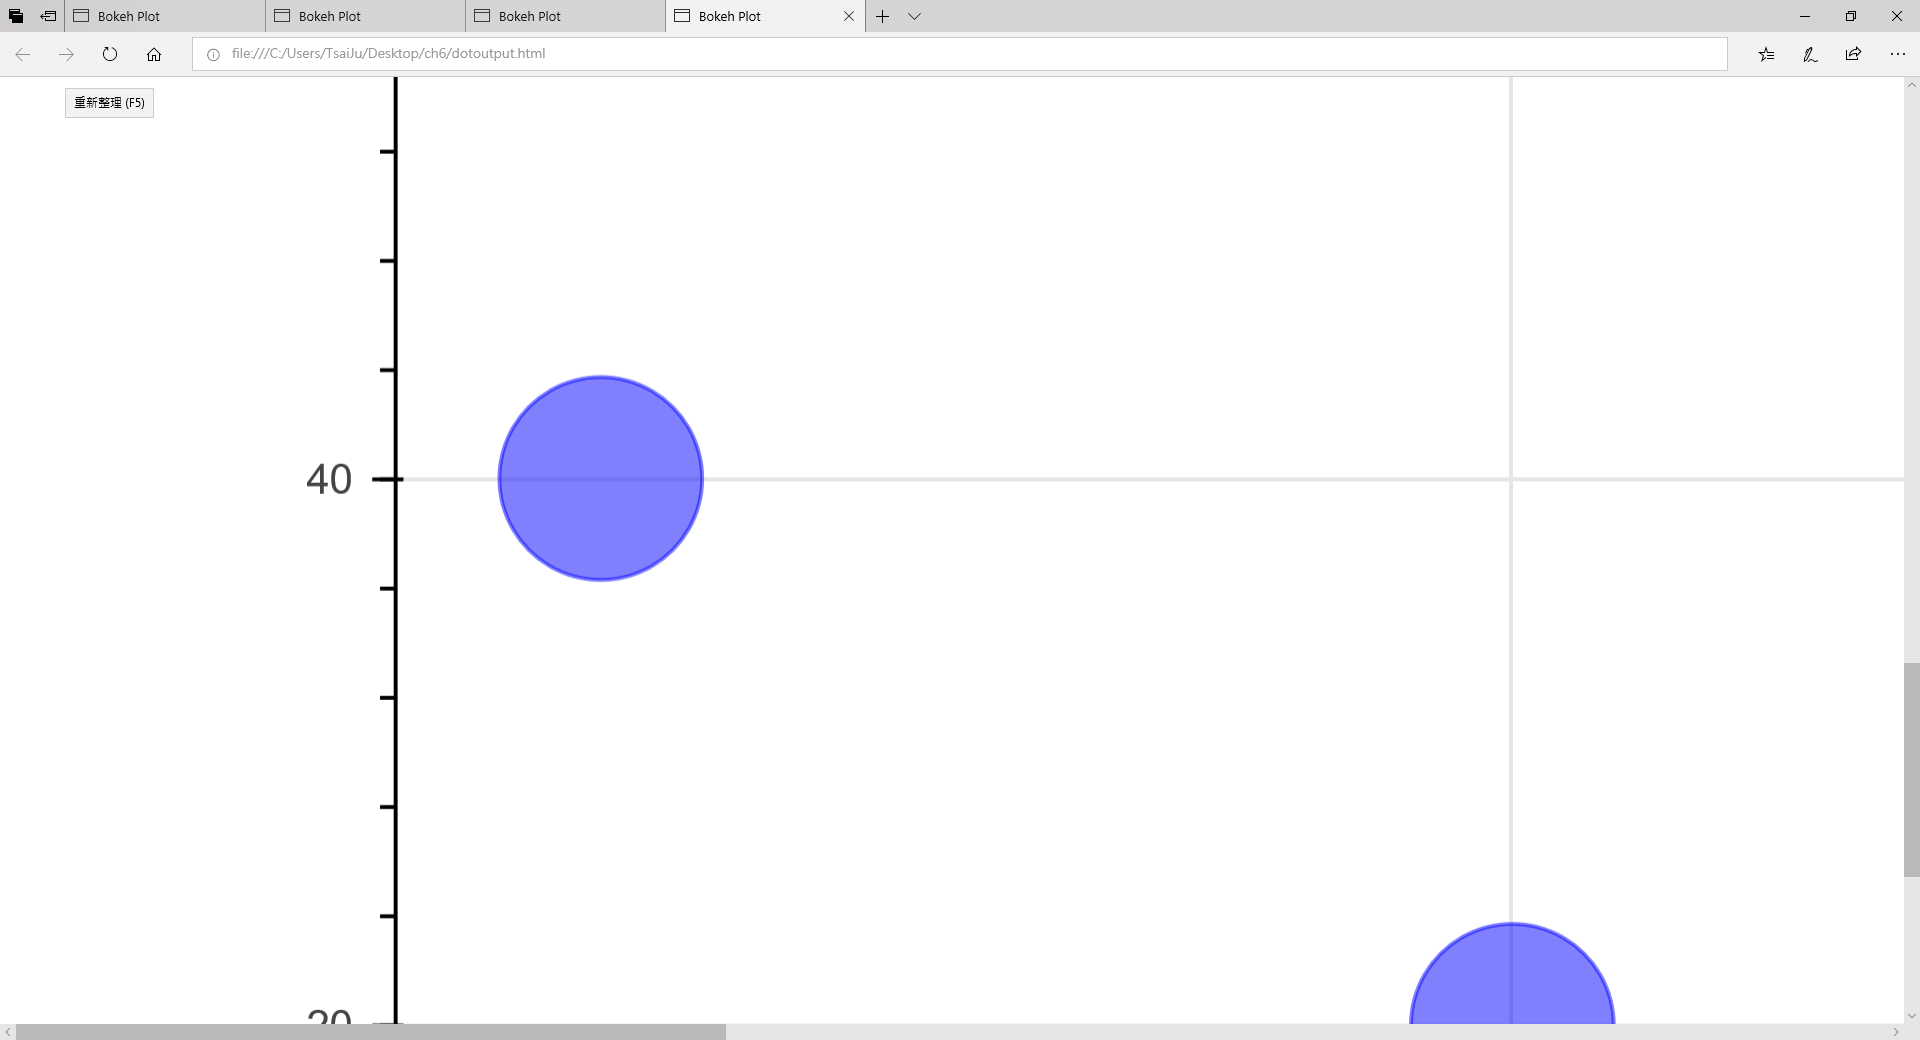 Bokeh Plot
Bokeh Plot
Bokeh Plot
Bokeh Plot
file:///C:/Users/TsaiJu/Desktop/ch6/dotoutput.html
重新整理 (F5)
40
20